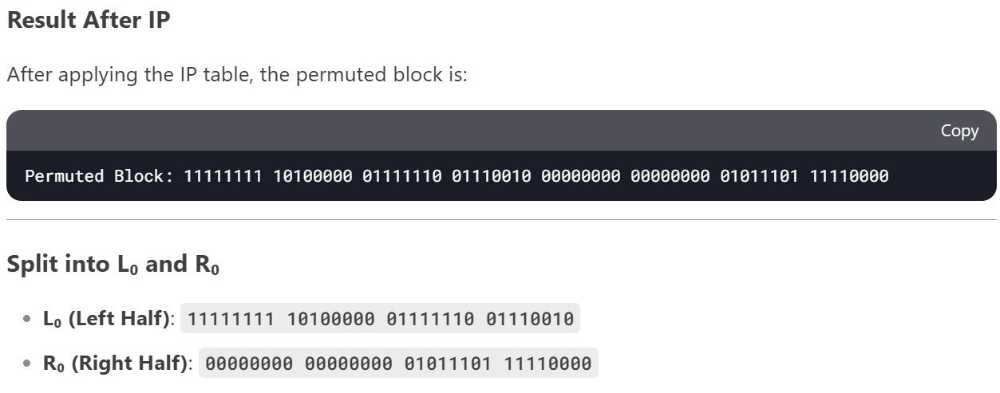 Result After IP
After applying the IP table, the permuted block is:
Copy
Permuted Block: 11111111 10100000 01111110 01110010 00000000 00000000 01011101 11110000
Split into L₀ and R₀
• L₀ (Left Half): 11111111 10100000 01111110 01110010
• R₀ (Right Half): 00000000 00000000 01011101 11110000